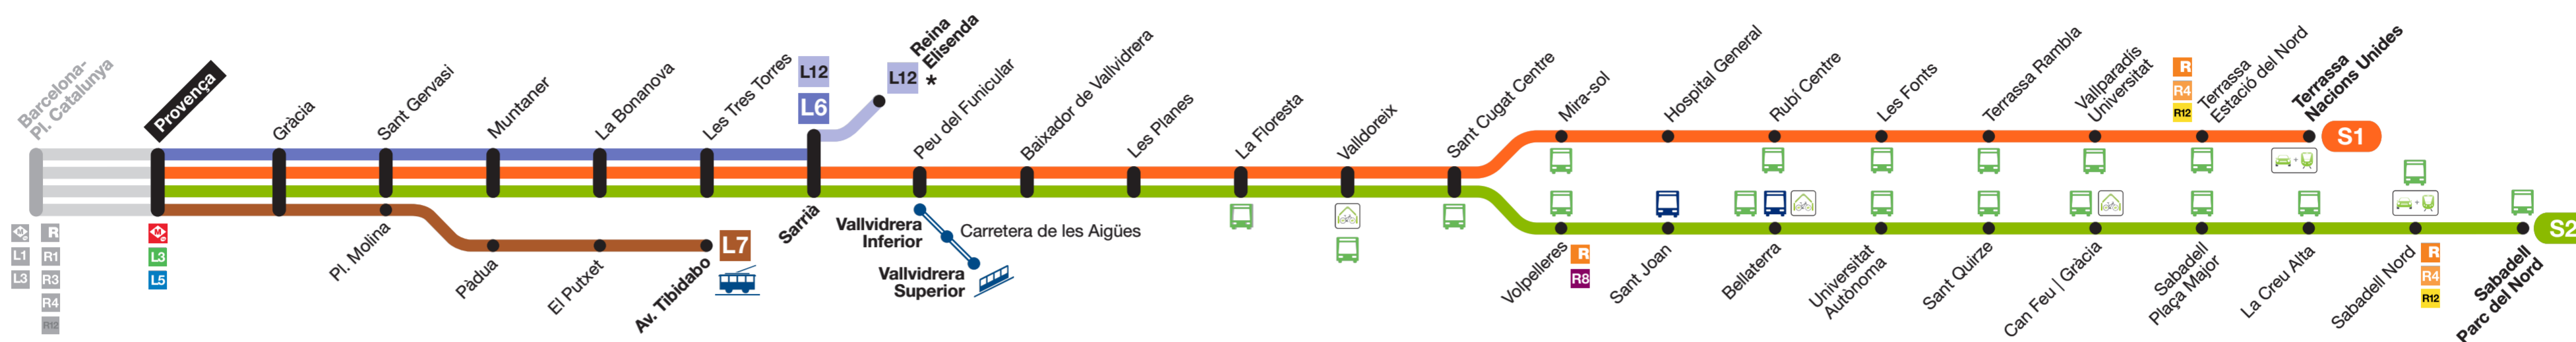 Barcelona-
Pl. Catalunya
Provença
Gràcia
Sant Gervasi
Muntaner
La Bonanova
Les Tres Torres
L12
L6
L12
Reina
Elisenda
*
Peu del Funicular
Baixador de Vallvidrera
Les Planes
La Floresta
Valldoreix
Sant Cugat Centre
Mira-sol
Hospital General
Rubí Centre
Les Fonts
Terrassa Rambla
Vallparadís
Universitat
R
R4
R12
Terrassa
Estació del Nord
Terrassa
Nacions Unides
S1
M
L1
L3
R
R1
R3
R4
R12
M
L3
L5
Pl. Molina
Pàdua
El Putxet
Av. Tibidabo
L7
Sarrià
Vallvidrera
Inferior
Carretera de les Aigües
Vallvidrera
Superior
Volpelleres
R
R8
Sant Joan
Bellaterra
Universitat
Autònoma
Sant Quirze
Can Feu | Gràcia
Sabadell
Plaça Major
La Creu Alta
Sabadell Nord
R
R4
R12
Sabadell
Parc del Nord
S2